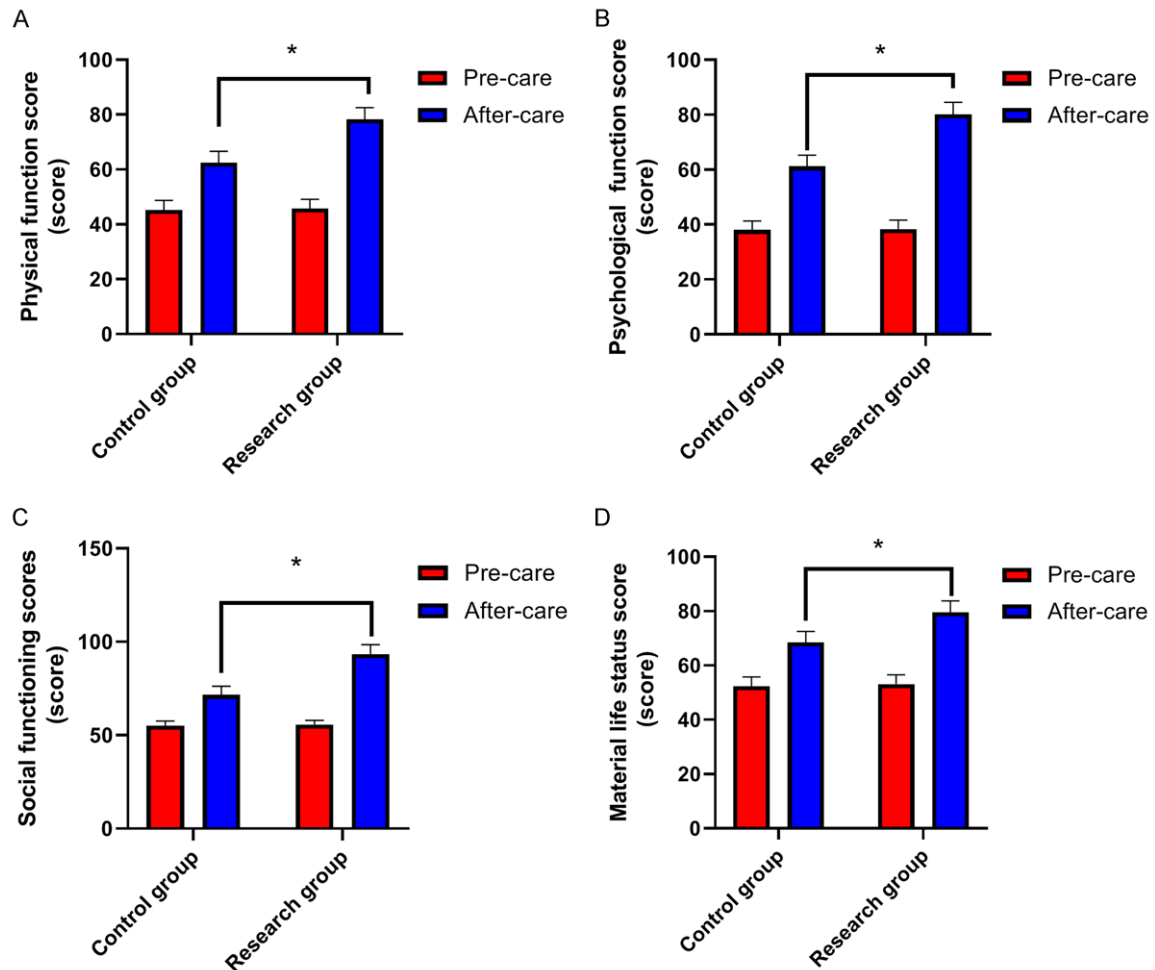 A
Physical function score
(score)
100
80
60
40
20
0
*
Pre-care
After-care
Control group
Research group
B
Psychological function score
(score)
100
80
60
40
20
0
*
Pre-care
After-care
Control group
Research group
C
Social functioning scores
(score)
150
100
50
0
*
Pre-care
After-care
Control group
Research group
D
Material life status score
(score)
100
80
60
40
20
0
*
Pre-care
After-care
Control group
Research group